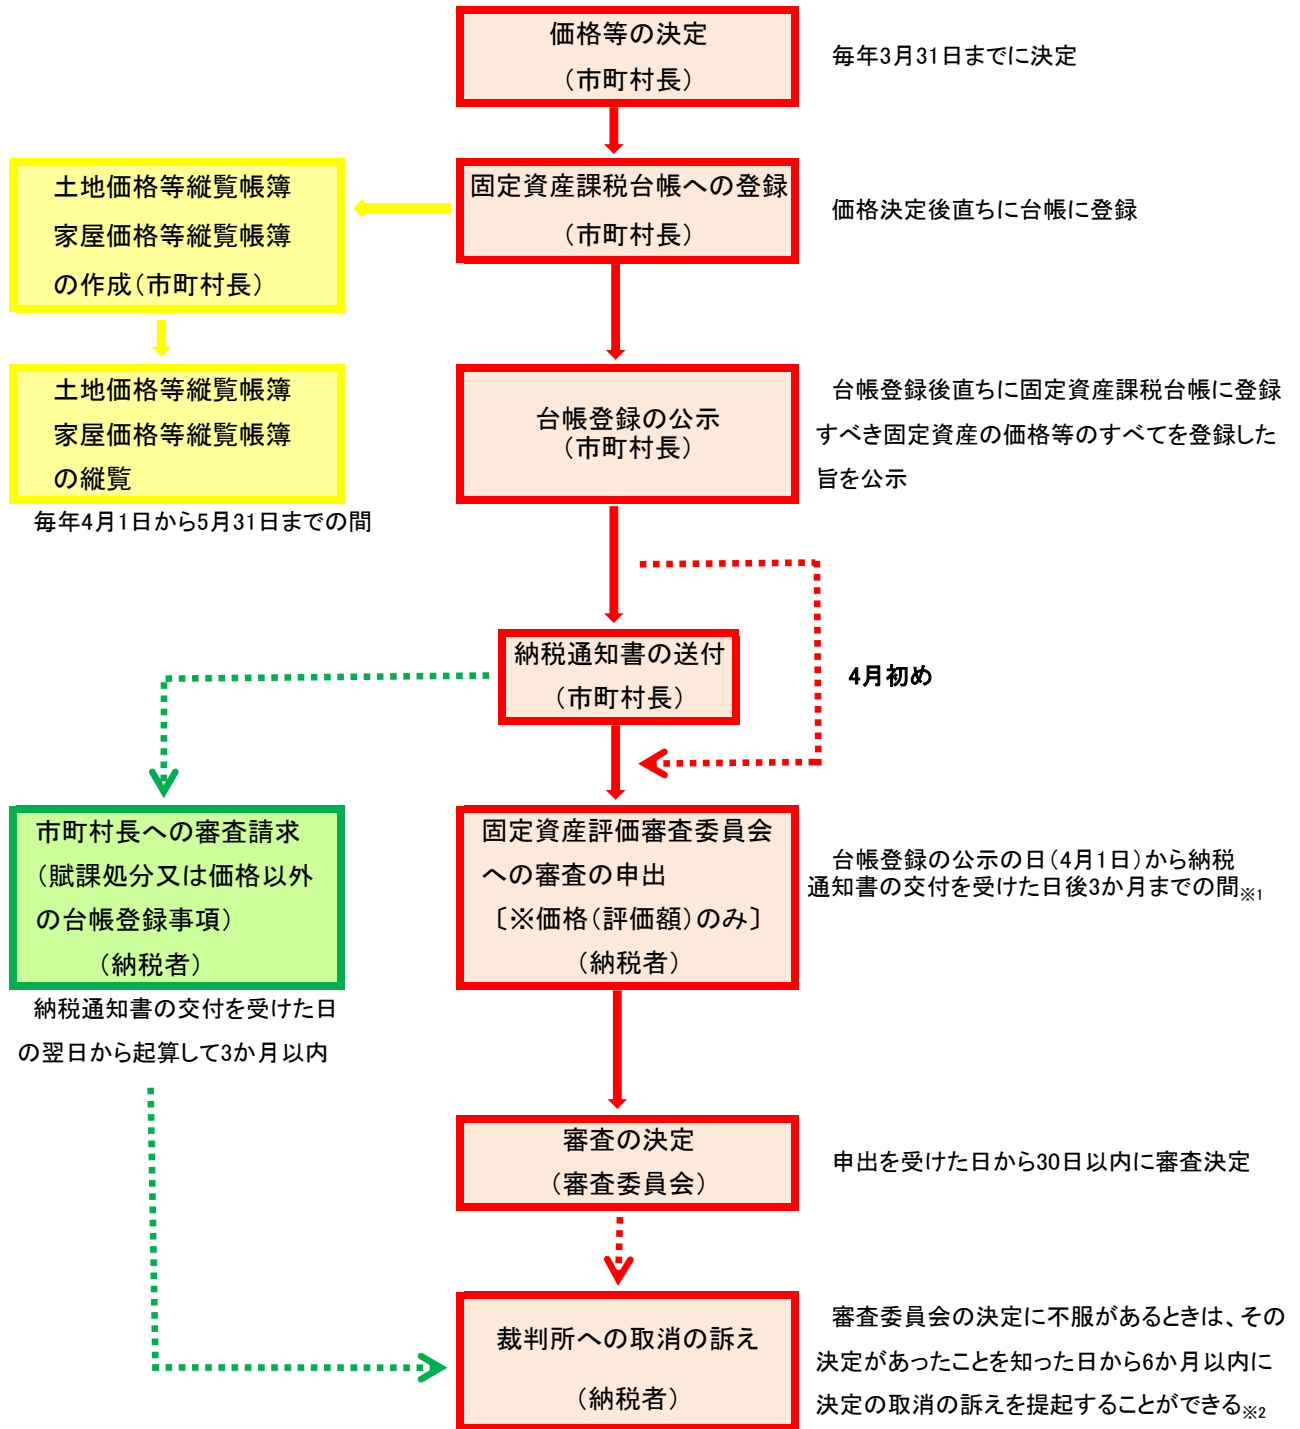 価格等の決定
（市町村長）
毎年3月31日までに決定
固定資産課税台帳への登録
（市町村長）
価格決定後直ちに台帳に登録
土地価格等縦覧帳簿
家屋価格等縦覧帳簿
の作成（市町村長）
土地価格等縦覧帳簿
家屋価格等縦覧帳簿
の縦覧
毎年4月1日から5月31日までの間
台帳登録の公示
（市町村長）
台帳登録後直ちに固定資産課税台帳に登録
すべき固定資産の価格等のすべてを登録した
旨を公示
納税通知書の送付
（市町村長）
4月初め
市町村長への審査請求
（賦課処分又は価格以外
の台帳登録事項）
（納税者）
納税通知書の交付を受けた日
の翌日から起算して3か月以内
固定資産評価審査委員会
への審査の申出
〔※価格（評価額）のみ〕
（納税者）
台帳登録の公示の日（4月1日）から納税
通知書の交付を受けた日後3か月までの間※1
審査の決定
（審査委員会）
申出を受けた日から30日以内に審査決定
裁判所への取消の訴え
（納税者）
審査委員会の決定に不服があるときは、その
決定があったことを知った日から6か月以内に
決定の取消の訴えを提起することができる※2